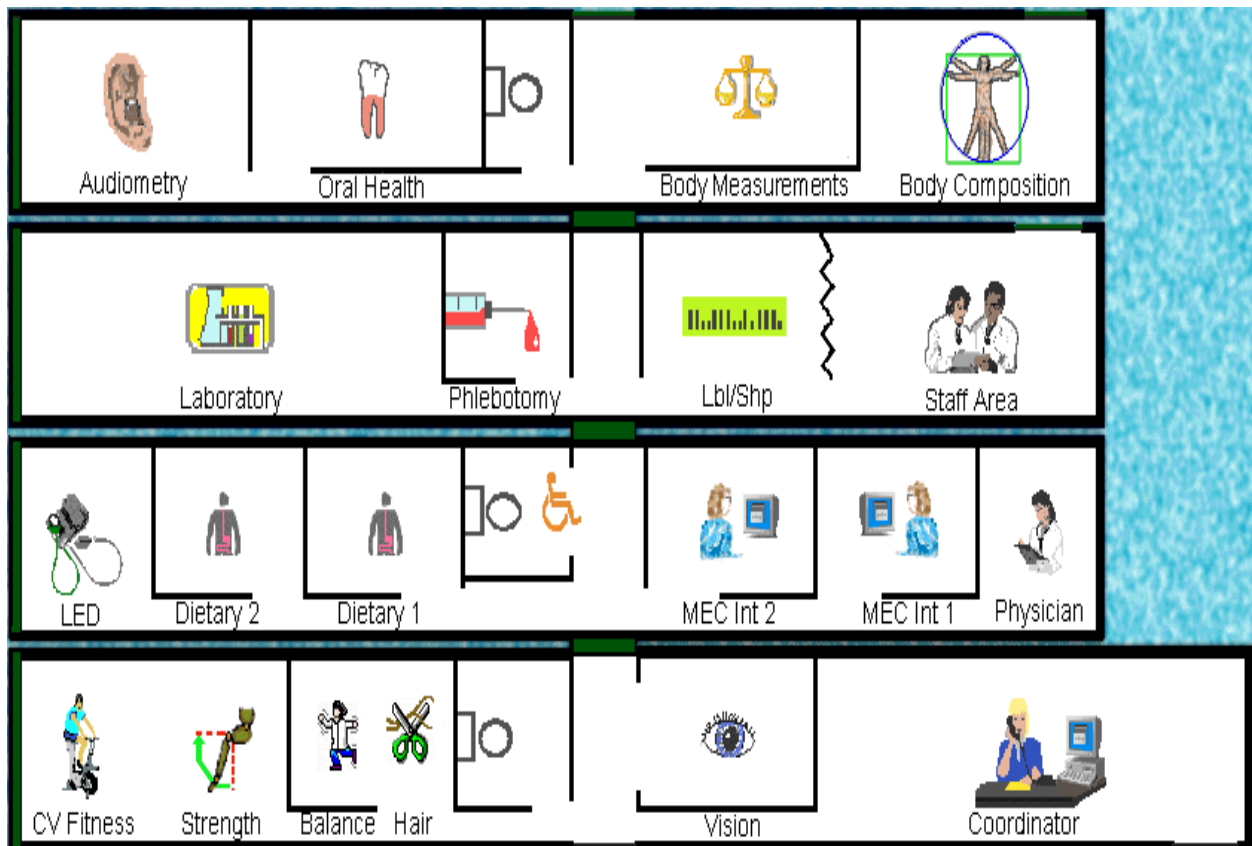 Audiometry
Oral Health
Body Measurements
Body Composition
Laboratory
Phlebotomy
Lbl/Shp
Staff Area
LED
Dietary 2
Dietary 1
MEC Int 2
MEC Int 1
Physician
CV Fitness
Strength
Balance
Hair
Vision
Coordinator